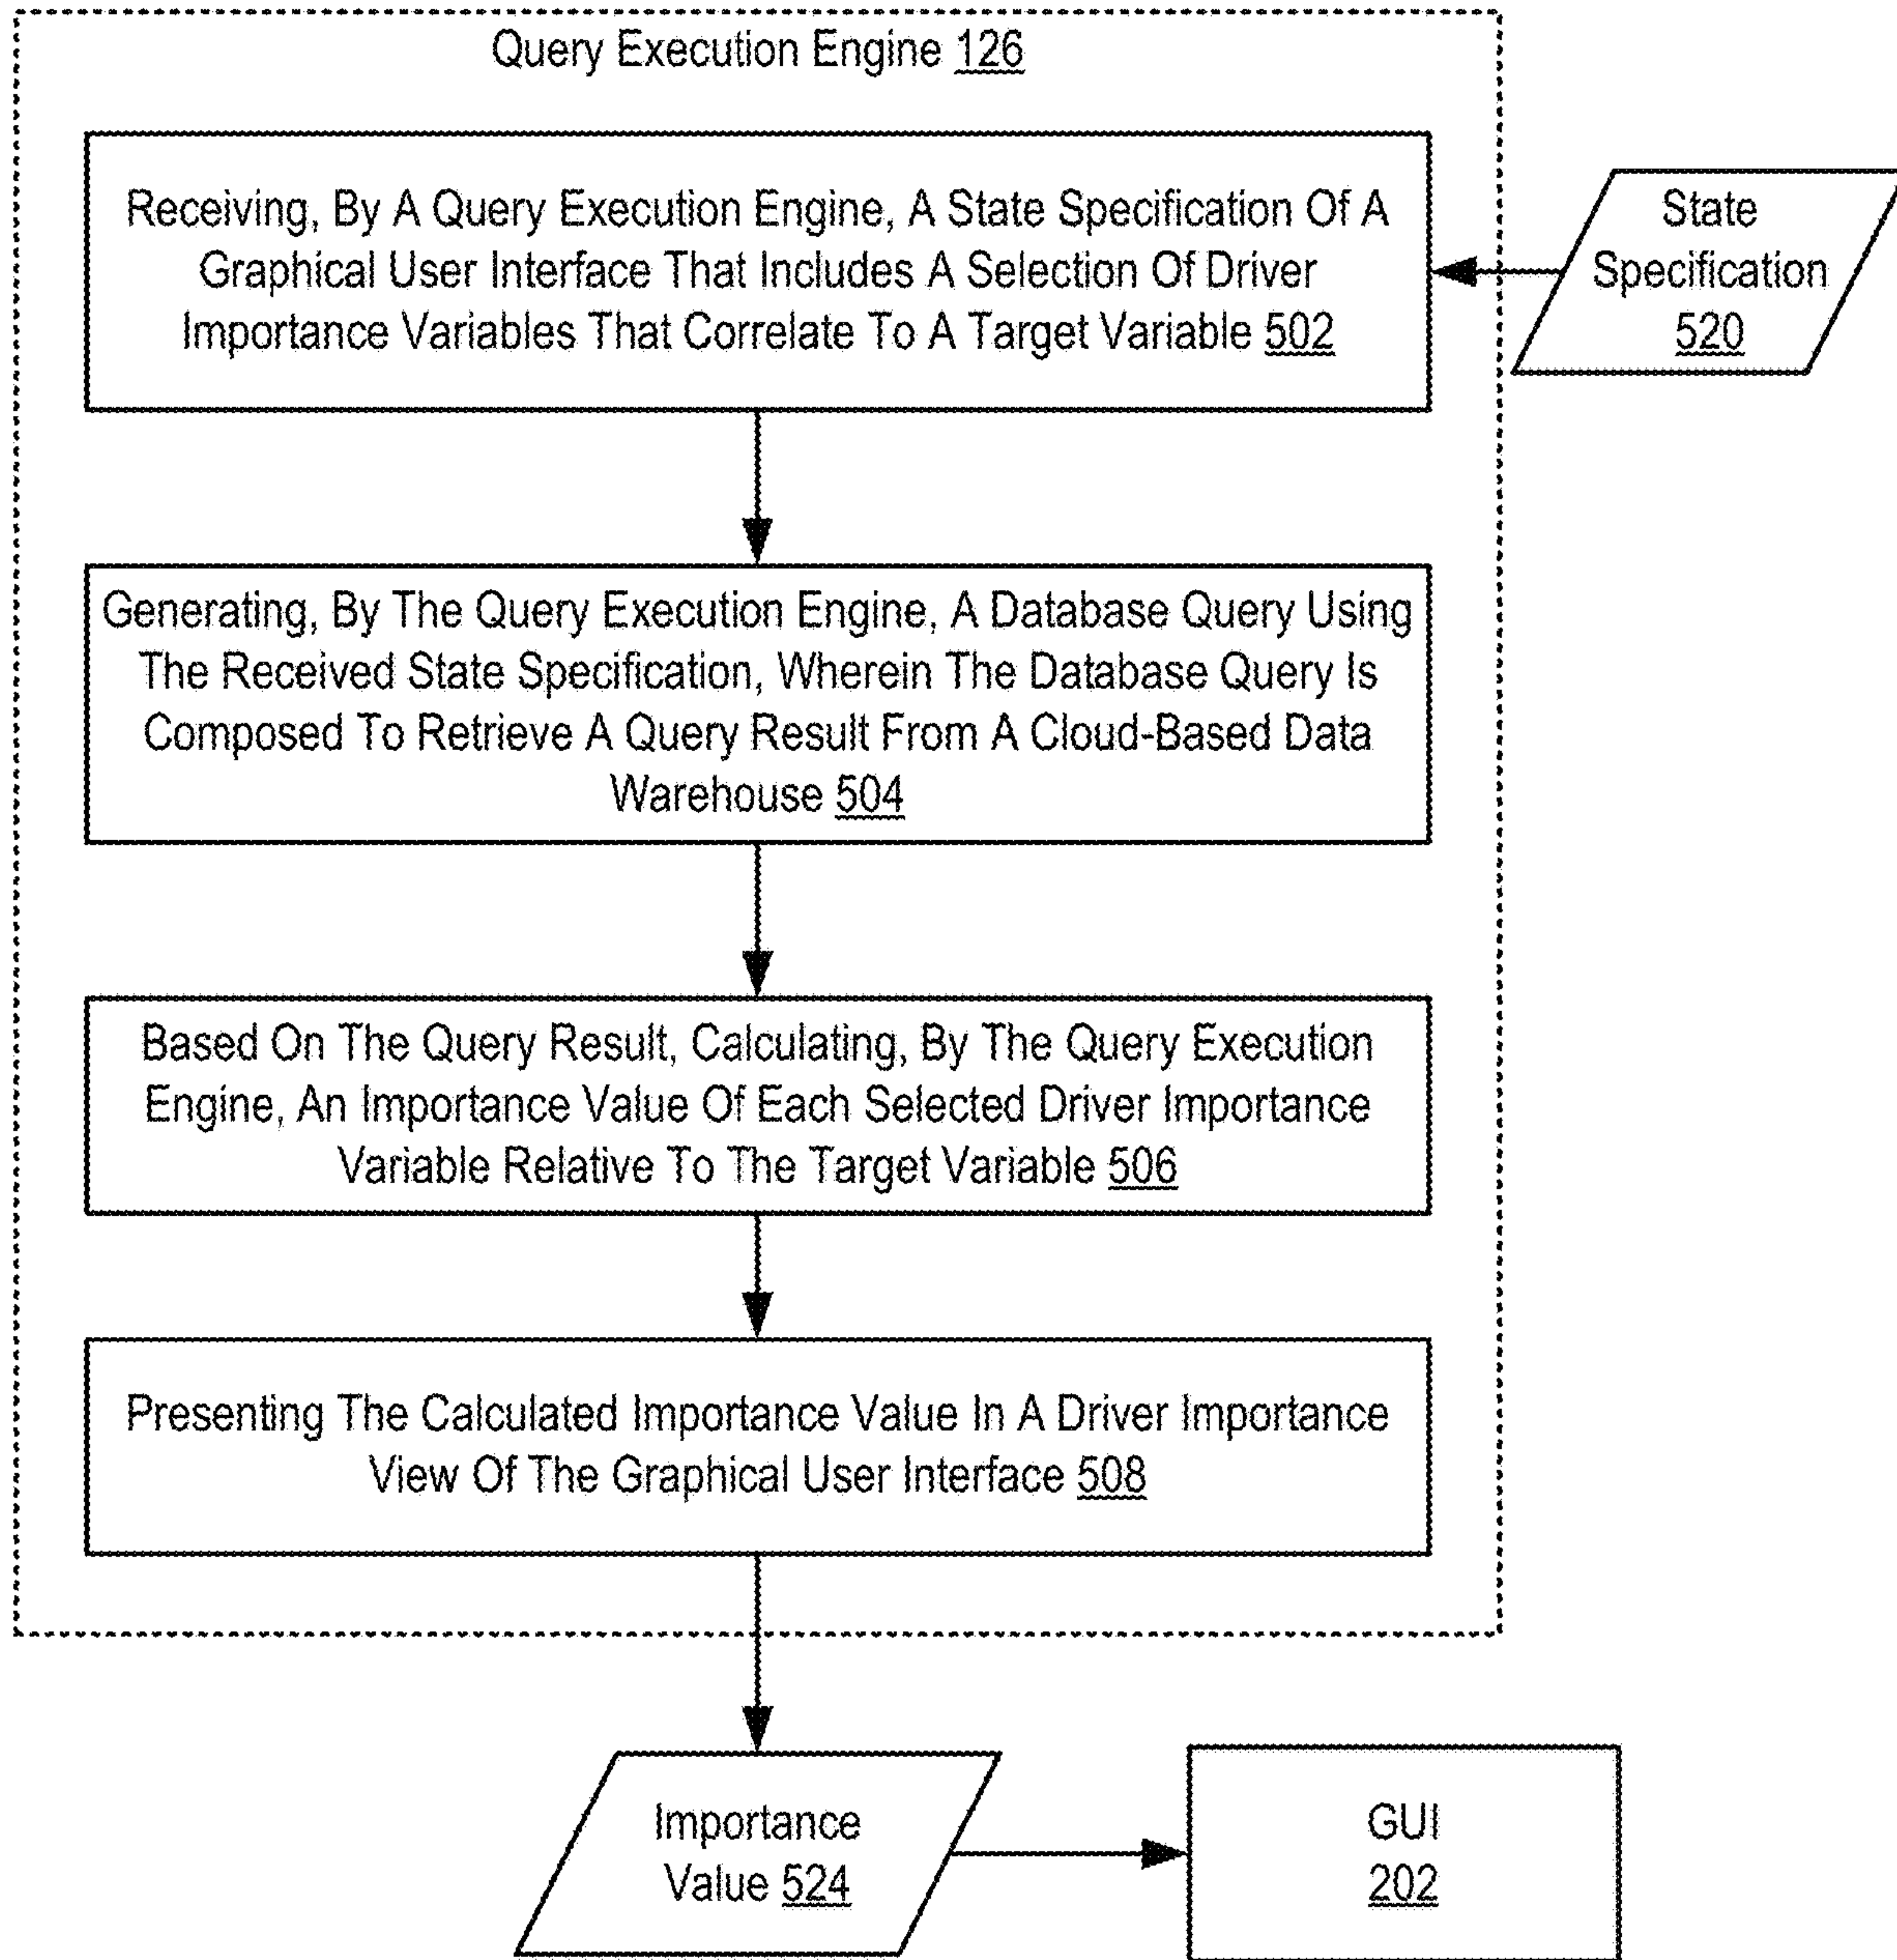 Query Execution Engine 126
Receiving, By A Query Execution Engine, A State Specification Of A
Graphical User Interface That Includes A Selection Of Driver
Importance Variables That Correlate To A Target Variable 502
State
Specification
520
Generating, By The Query Execution Engine, A Database Query Using
The Received State Specification, Wherein The Database Query Is
Composed To Retrieve A Query Result From A Cloud-Based Data
Warehouse 504
Based On The Query Result, Calculating, By The Query Execution
Engine, An Importance Value Of Each Selected Driver Importance
Variable Relative To The Target Variable 506
Presenting The Calculated Importance Value In A Driver Importance
View Of The Graphical User Interface 508
Importance
Value 524
GUI
202